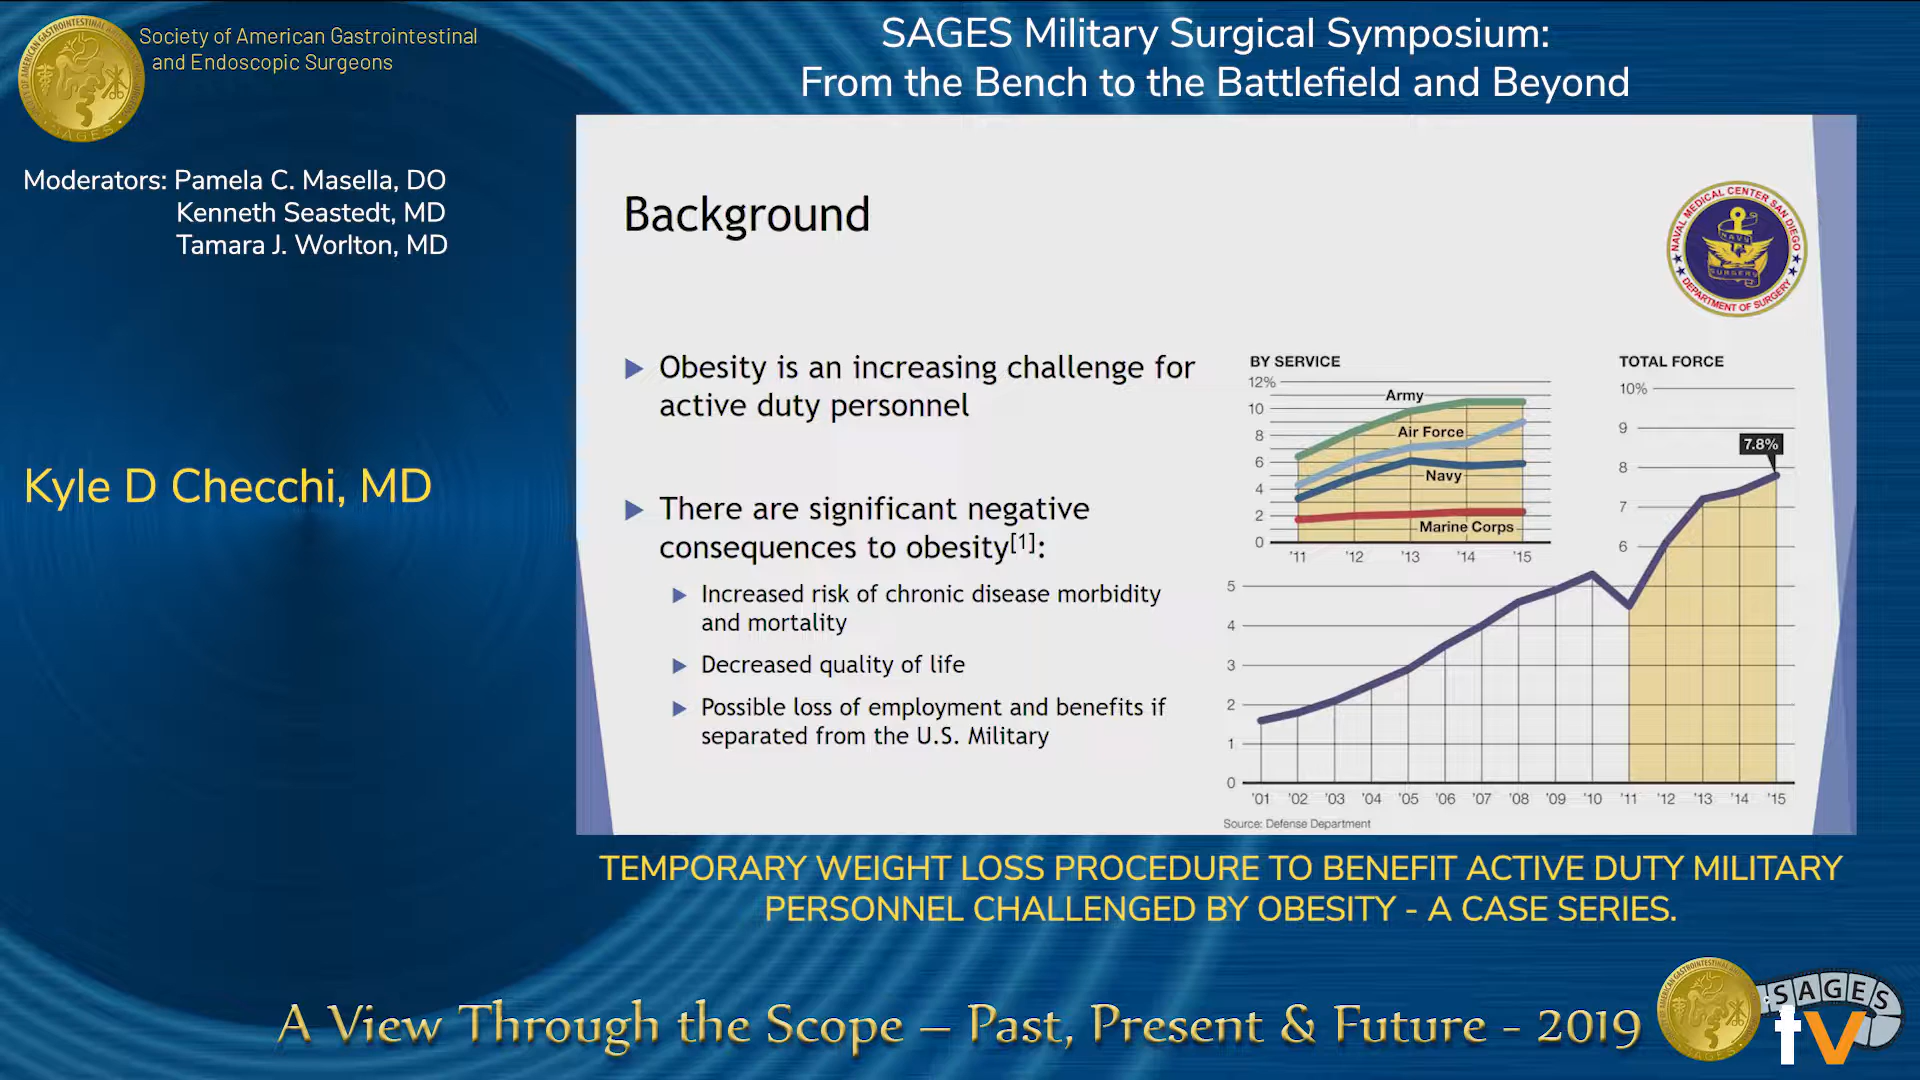 Society of American Gastrointestinal
and Endoscopic Surgeons
SAGES Military Surgical Symposium:
From the Bench to the Battlefield and Beyond
Moderators: Pamela C. Masella, DO
Kenneth Seastedt, MD
Tamara J. Worlton, MD
Kyle D Checchi, MD
Background
NAVAL MEDICAL CENTER SAN DIEGO
NAVY
SURGERY
DEPARTMENT OF SURGERY
Obesity is an increasing challenge for
active duty personnel
There are significant negative
consequences to obesity[1]:
Increased risk of chronic disease morbidity
and mortality
Decreased quality of life
Possible loss of employment and benefits if
separated from the U.S. Military
BY SERVICE
12%
10
8
6
4
2
0
Army
Air Force
Navy
Marine Corps
'11 '12 '13 '14 '15
TOTAL FORCE
10%
9
8
7
6
5
4
3
2
1
0
7.8%
'01 '02 '03 '04 '05 '06 '07 '08 '09 '10 '11 '12 '13 '14 '15
Source: Defense Department
TEMPORARY WEIGHT LOSS PROCEDURE TO BENEFIT ACTIVE DUTY MILITARY
PERSONNEL CHALLENGED BY OBESITY - A CASE SERIES.
A View Through the Scope – Past, Present & Future - 2019
SAGES
tv